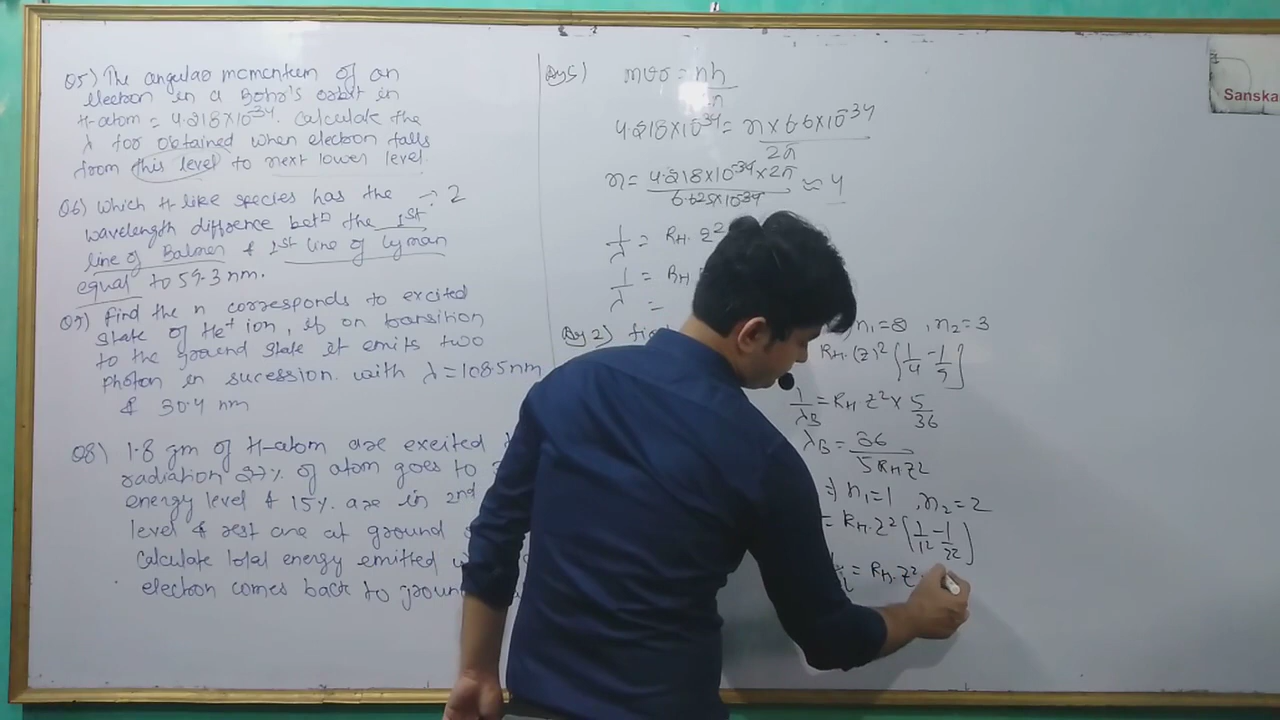 Q5) The angular momentum of an
electron in a Bohr's orbit in
H-atom = 4.218×10^-34. Calculate the
λ for obtained when electron falls
from this level to next lower level.
Q6) Which H-like species has the → 2
wavelength diffrence betn the 1st
line of Balmer & 1st line of Lyman
equal to 59.3 nm.
Q7) Find the n corresponds to excited
state of He+ ion, if on transition
to the ground state it emits two
photon in sucession. with λ = 108.5 nm
& 30.4 nm
Q8) 1.8 gm of H-atom are excited
radiation 27% of atom goes to
energy level & 15% are in 2nd
level & rest are at ground
Calculate total energy emitted
electron comes back to groun
5)
mvr = nh
4.218×10^-34 = n×6.6×10^-34
2π
n = 4.218×10^-34×2π ≈ 4
6.625×10^-34
1/λ = RH. Z2
1/λ = RH
=
2)
, n2=3
RH.(Z)2 [1/4 - 1/9]
1/λB = RH Z2 × 5/36
λB = 36
5 RH Z2
n1=1 , n2=2
= RH.Z2 [1/12 - 1/22]
= RH.Z2
Sanska